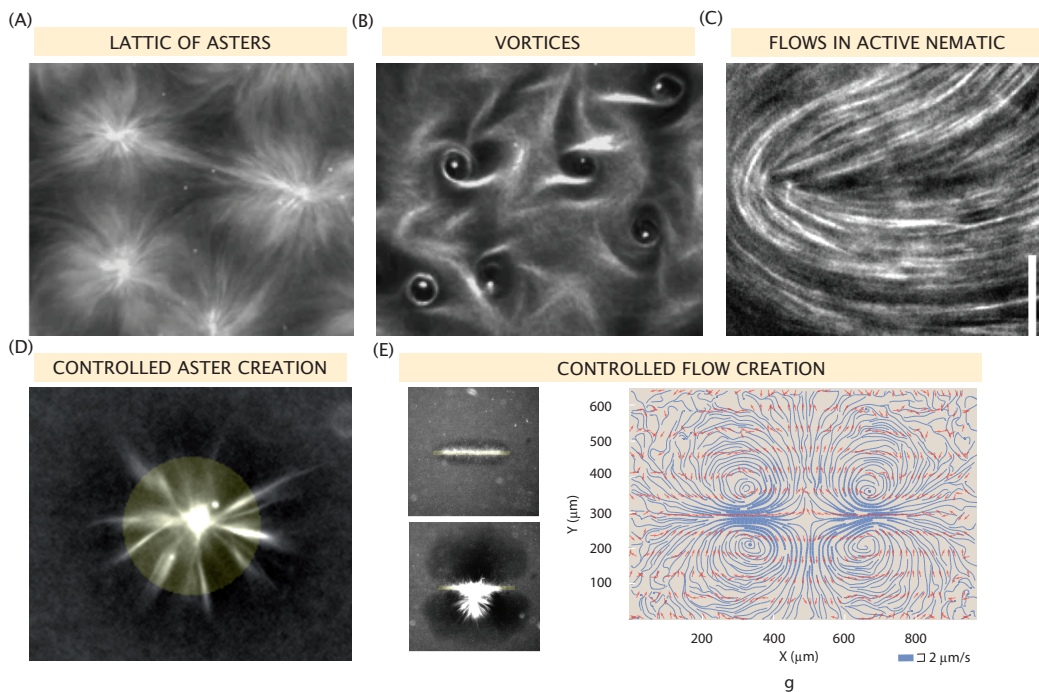 (A)
LATTIC OF ASTERS
(B)
VORTICES
(C)
FLOWS IN ACTIVE NEMATIC
(D)
CONTROLLED ASTER CREATION
(E)
CONTROLLED FLOW CREATION
600
500
400
300
200
100
Y (μm)
200 400 600 800
X (μm)
2 μm/s
g